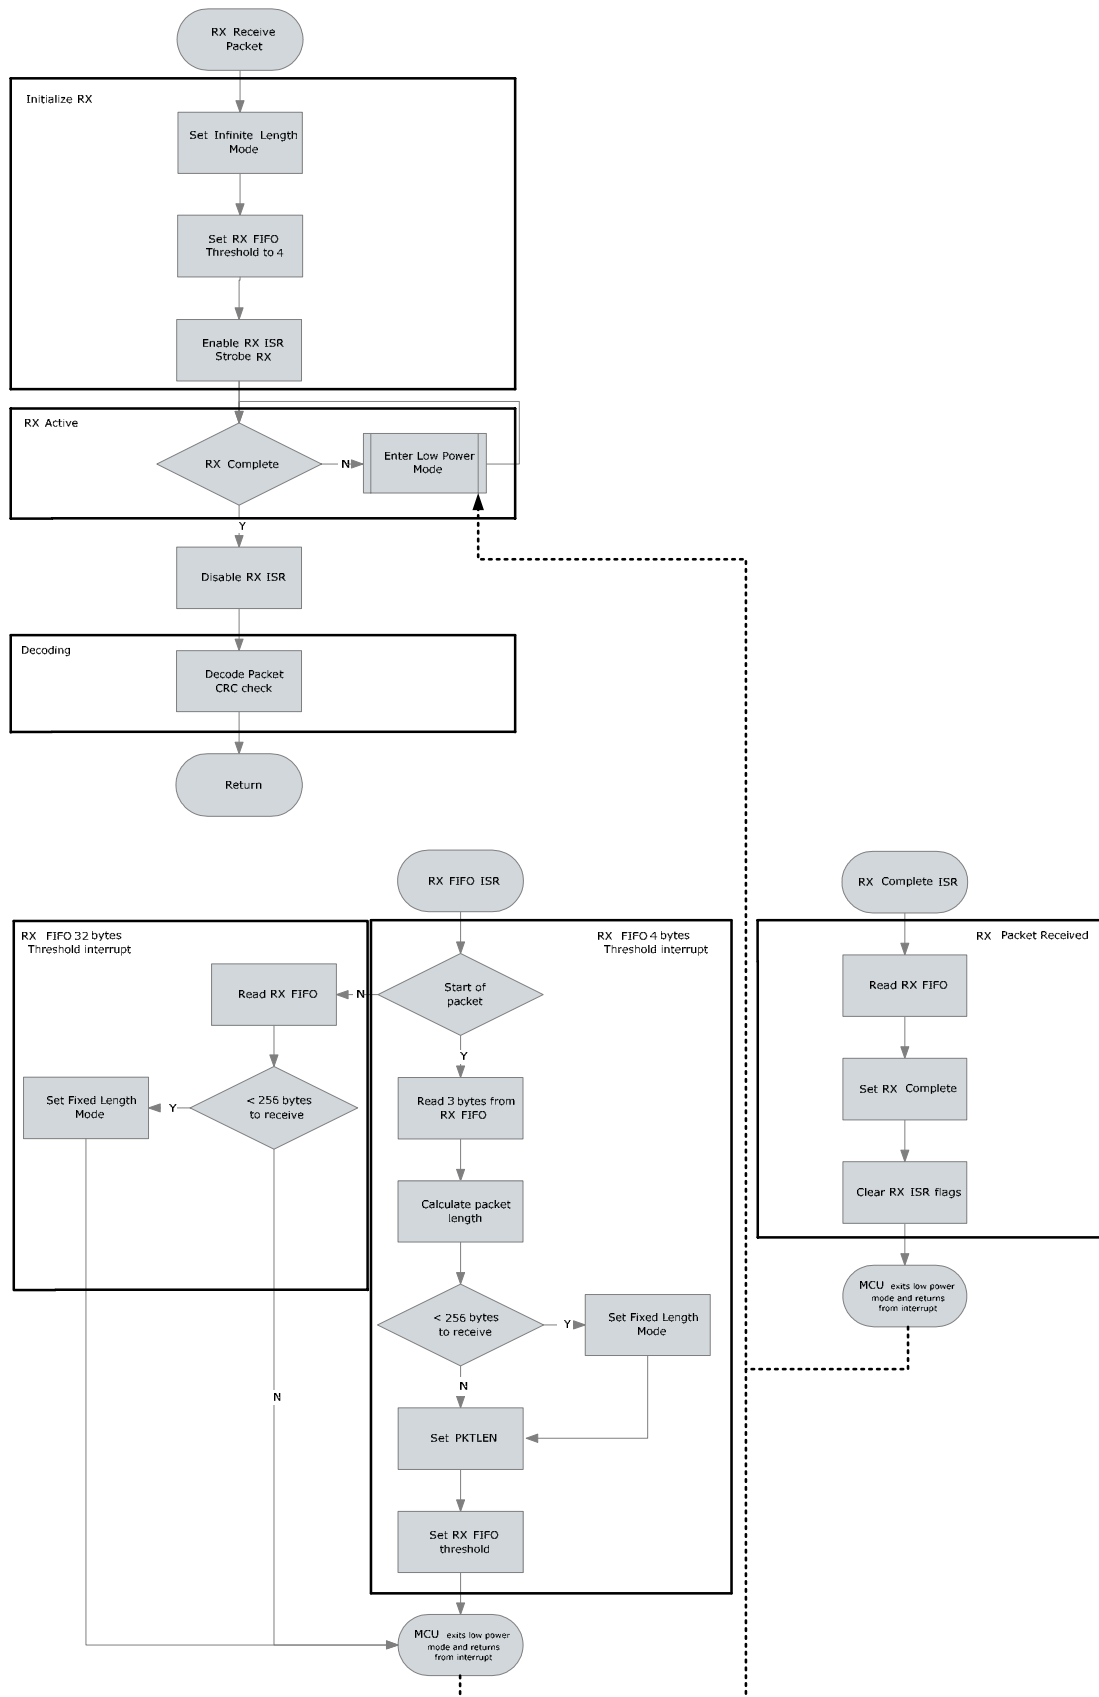 RX Receive
Packet
Initialize RX
Set Infinite Length
Mode
Set RX FIFO
Threshold to 4
Enable RX ISR
Strobe RX
RX Active
RX Complete
N
Enter Low Power
Mode
Y
Disable RX ISR
Decoding
Decode Packet
CRC check
Return
RX FIFO ISR
RX FIFO 32 bytes
Threshold interrupt
Read RX FIFO
N
< 256 bytes
to receive
Y
Set Fixed Length
Mode
N
RX FIFO 4 bytes
Threshold interrupt
Start of
packet
Y
Read 3 bytes from
RX FIFO
Calculate packet
length
< 256 bytes
to receive
Y
Set Fixed Length
Mode
N
Set PKTLEN
Set RX FIFO
threshold
MCU exits low power
mode and returns
from interrupt
RX Complete ISR
RX Packet Received
Read RX FIFO
Set RX Complete
Clear RX ISR flags
MCU exits low power
mode and returns
from interrupt